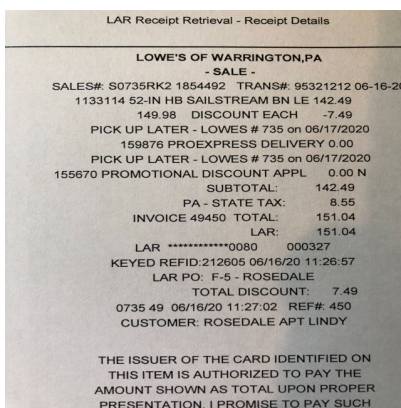 LAR Receipt Retrieval - Receipt Details
LOWE'S OF WARRINGTON,PA
- SALE -
SALES#: S0735RK2 1854492 TRANS#: 95321212 06-16-20
1133114 52-IN HB SAILSTREAM BN LE 142.49
149.98 DISCOUNT EACH -7.49
PICK UP LATER - LOWES # 735 on 06/17/2020
159876 PROEXPRESS DELIVERY 0.00
PICK UP LATER - LOWES # 735 on 06/17/2020
155670 PROMOTIONAL DISCOUNT APPL 0.00 N
SUBTOTAL: 142.49
PA - STATE TAX: 8.55
INVOICE 49450 TOTAL: 151.04
LAR: 151.04
LAR ************0080 000327
KEYED REFID:212605 06/16/20 11:26:57
LAR PO: F-5 - ROSEDALE
TOTAL DISCOUNT: 7.49
0735 49 06/16/20 11:27:02 REF#: 450
CUSTOMER: ROSEDALE APT LINDY
THE ISSUER OF THE CARD IDENTIFIED ON
THIS ITEM IS AUTHORIZED TO PAY THE
AMOUNT SHOWN AS TOTAL UPON PROPER
PRESENTATION. I PROMISE TO PAY SUCH